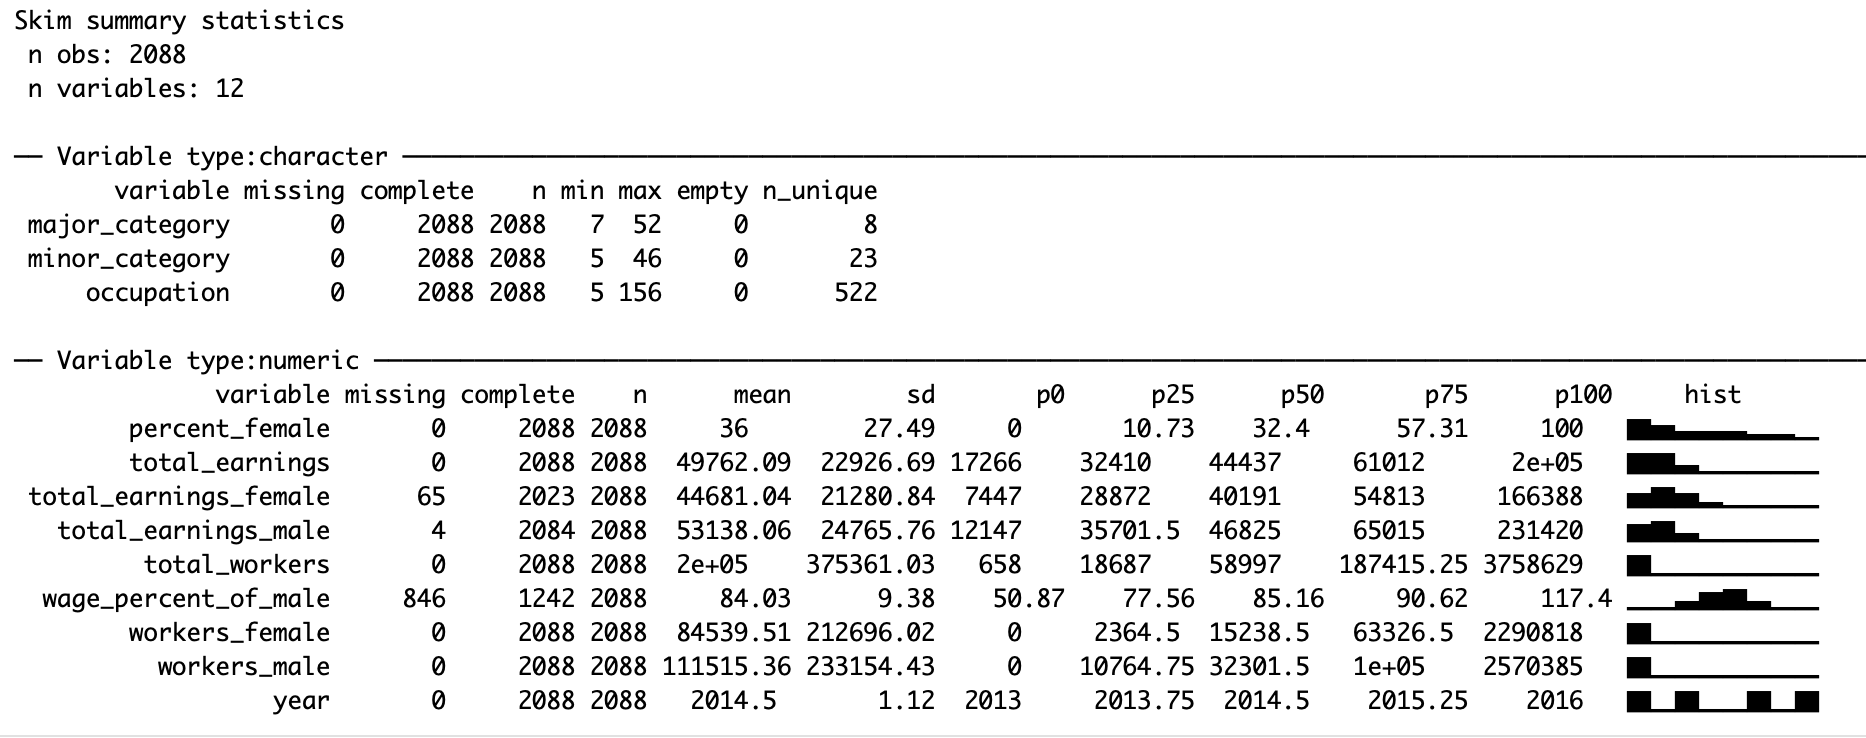 Skim summary statistics
n obs: 2088
n variables: 12
── Variable type:character ──
variable missing complete n min max empty n_unique
major_category 0 2088 2088 7 52 0 8
minor_category 0 2088 2088 5 46 0 23
occupation 0 2088 2088 5 156 0 522
── Variable type:numeric ──
variable missing complete n mean sd p0 p25 p50 p75 p100 hist
percent_female 0 2088 2088 36 27.49 0 10.73 32.4 57.31 100
total_earnings 0 2088 2088 49762.09 22926.69 17266 32410 44437 61012 2e+05
total_earnings_female 65 2023 2088 44681.04 21280.84 7447 28872 40191 54813 166388
total_earnings_male 4 2084 2088 53138.06 24765.76 12147 35701.5 46825 65015 231420
total_workers 0 2088 2088 2e+05 375361.03 658 18687 58997 187415.25 3758629
wage_percent_of_male 846 1242 2088 84.03 9.38 50.87 77.56 85.16 90.62 117.4
workers_female 0 2088 2088 84539.51 212696.02 0 2364.5 15238.5 63326.5 2290818
workers_male 0 2088 2088 111515.36 233154.43 0 10764.75 32301.5 1e+05 2570385
year 0 2088 2088 2014.5 1.12 2013 2013.75 2014.5 2015.25 2016